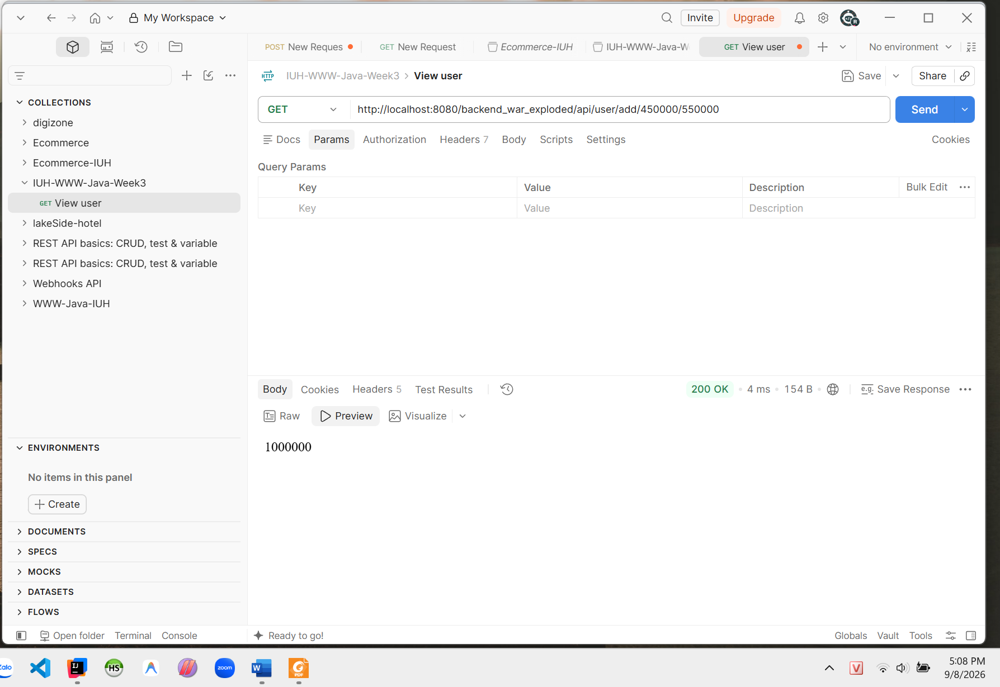 My Workspace
Invite
Upgrade
POST New Reques
GET New Request
Ecommerce-IUH
IUH-WWW-Java-W
GET View user
No environment
IUH-WWW-Java-Week3 > View user
Save
Share
COLLECTIONS
digizone
Ecommerce
Ecommerce-IUH
IUH-WWW-Java-Week3
GET View user
lakeSide-hotel
REST API basics: CRUD, test & variable
REST API basics: CRUD, test & variable
Webhooks API
WWW-Java-IUH
HTTP
GET
http://localhost:8080/backend_war_exploded/api/user/add/450000/550000
Send
Docs
Params
Authorization
Headers 7
Body
Scripts
Settings
Cookies
Query Params
Key
Value
Description
Bulk Edit
Key
Value
Description
Body
Cookies
Headers 5
Test Results
200 OK
4 ms
154 B
e.g. Save Response
Raw
Preview
Visualize
1000000
ENVIRONMENTS
No items in this panel
Create
DOCUMENTS
SPECS
MOCKS
DATASETS
FLOWS
Open folder
Terminal
Console
Ready to go!
Globals
Vault
Tools
Zalo
IJ
HS
zoom
W
PDF
V
5:08 PM
9/8/2026